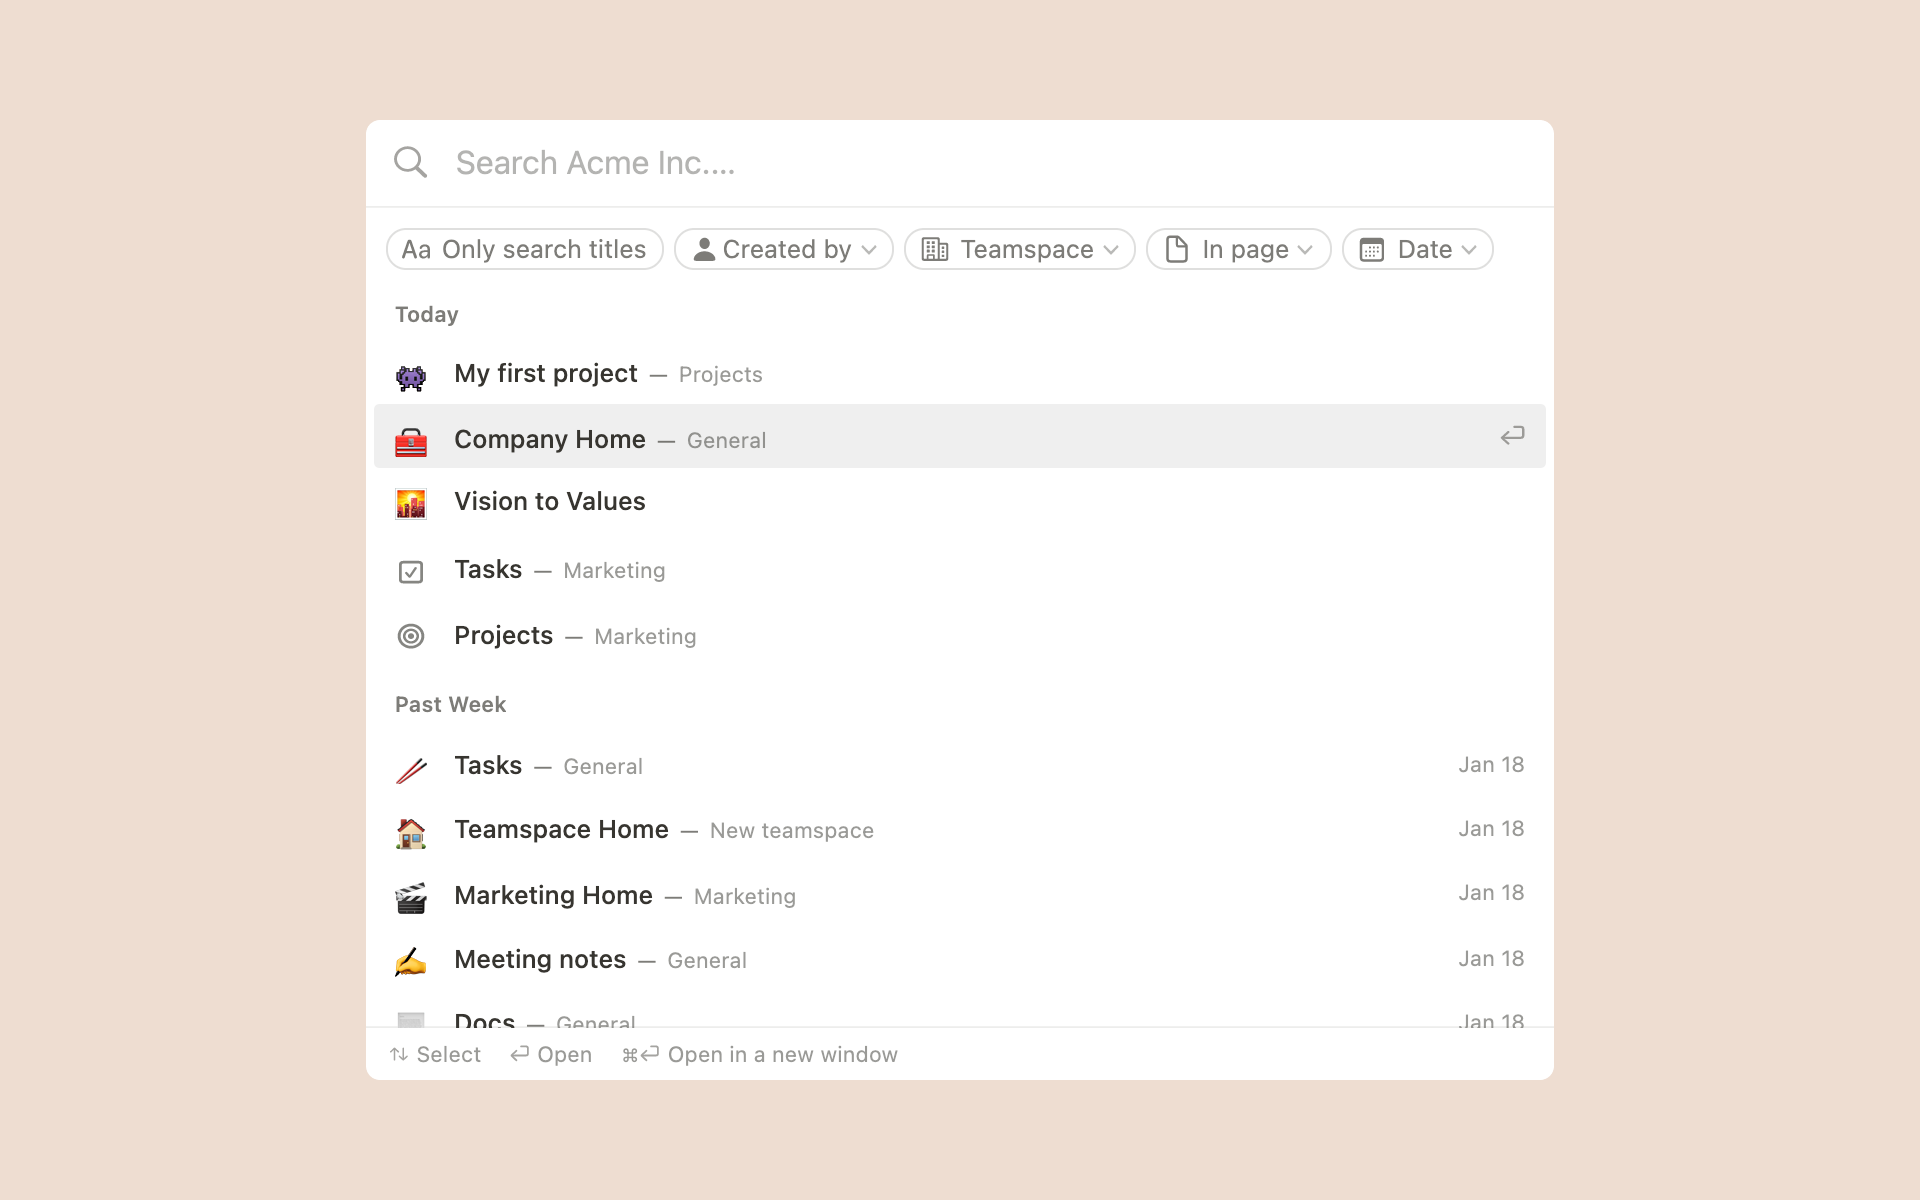 Search Acme Inc....
Aa Only search titles Created by Teamspace In page Date
Today
My first project — Projects
Company Home — General
Vision to Values
Tasks — Marketing
Projects — Marketing
Past Week
Tasks — General Jan 18
Teamspace Home — New teamspace Jan 18
Marketing Home — Marketing Jan 18
Meeting notes — General Jan 18
Docs — General Jan 18
↑↓ Select ↩ Open ⌘↩ Open in a new window